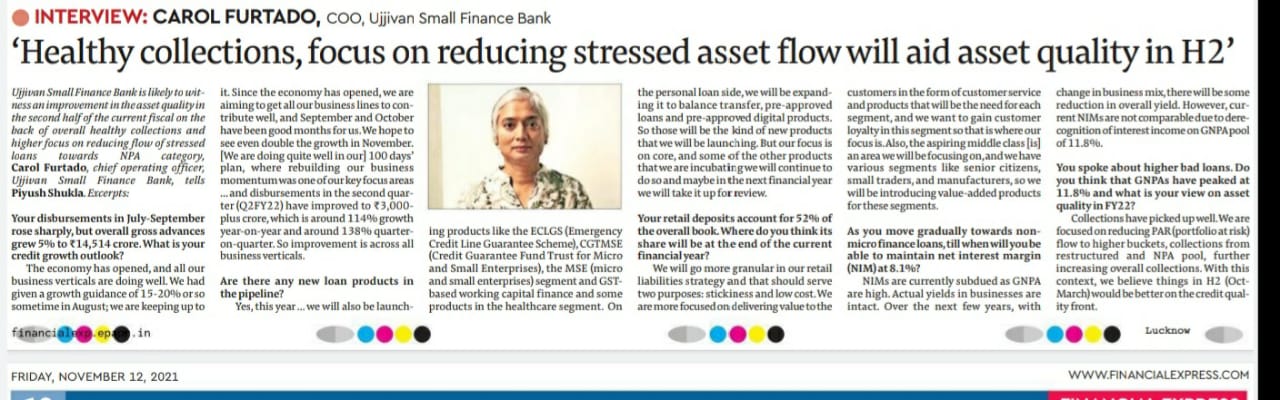 INTERVIEW: CAROL FURTADO, COO, Ujjivan Small Finance Bank
‘Healthy collections, focus on reducing stressed asset flow will aid asset quality in H2’
Ujjivan Small Finance Bank is likely to wit-
ness an improvement in the asset quality in
the second half of the current fiscal on the
back of overall healthy collections and
higher focus on reducing flow of stressed
loans towards NPA category,
Carol Furtado, chief operating officer,
Ujjivan Small Finance Bank, tells
Piyush Shukla. Excerpts:
Your disbursements in July-September
rose sharply, but overall gross advances
grew 5% to ₹14,514 crore. What is your
credit growth outlook?
The economy has opened, and all our
business verticals are doing well. We had
given a growth guidance of 15-20% or so
sometime in August; we are keeping up to
it. Since the economy has opened, we are
aiming to get all our business lines to con-
tribute well, and September and October
have been good months for us. We hope to
see even double the growth in November.
[We are doing quite well in our] 100 days’
plan, where rebuilding our business
momentum was one of our key focus areas
...and disbursements in the second quar-
ter (Q2FY22) have improved to ₹3,000-
plus crore, which is around 114% growth
year-on-year and around 138% quarter-
on-quarter. So improvement is across all
business verticals.
Are there any new loan products in
the pipeline?
Yes, this year... we will also be launch-
ing products like the ECLGS (Emergency
Credit Line Guarantee Scheme), CGTMSE
(Credit Guarantee Fund Trust for Micro
and Small Enterprises), the MSE (micro
and small enterprises) segment and GST-
based working capital finance and some
products in the healthcare segment. On
the personal loan side, we will be expand-
ing it to balance transfer, pre-approved
loans and pre-approved digital products.
So those will be the kind of new products
that we will be launching. But our focus is
on core, and some of the other products
that we are incubating we will continue to
do so and maybe in the next financial year
we will take it up for review.
Your retail deposits account for 52% of
the overall book. Where do you think its
share will be at the end of the current
financial year?
We will go more granular in our retail
liabilities strategy and that should serve
two purposes: stickiness and low cost. We
are more focused on delivering value to the
customers in the form of customer service
and products that will be the need for each
segment, and we want to gain customer
loyalty in this segment so that is where our
focus is. Also, the aspiring middle class [is]
an area we will be focusing on, and we have
various segments like senior citizens,
small traders, and manufacturers, so we
will be introducing value-added products
for these segments.
As you move gradually towards non-
micro finance loans, till when will you be
able to maintain net interest margin
(NIM) at 8.1%?
NIMs are currently subdued as GNPA
are high. Actual yields in businesses are
intact. Over the next few years, with
change in business mix, there will be some
reduction in overall yield. However, cur-
rent NIMs are not comparable due to dere-
cognition of interest income on GNPA pool
of 11.8%.
You spoke about higher bad loans. Do
you think that GNPAs have peaked at
11.8% and what is your view on asset
quality in FY22?
Collections have picked up well. We are
focused on reducing PAR (portfolio at risk)
flow to higher buckets, collections from
restructured and NPA pool, further
increasing overall collections. With this
context, we believe things in H2 (Oct-
March) would be better on the credit qual-
ity front.
financialexp.epapr.in
Lucknow
FRIDAY, NOVEMBER 12, 2021
WWW.FINANCIALEXPRESS.COM